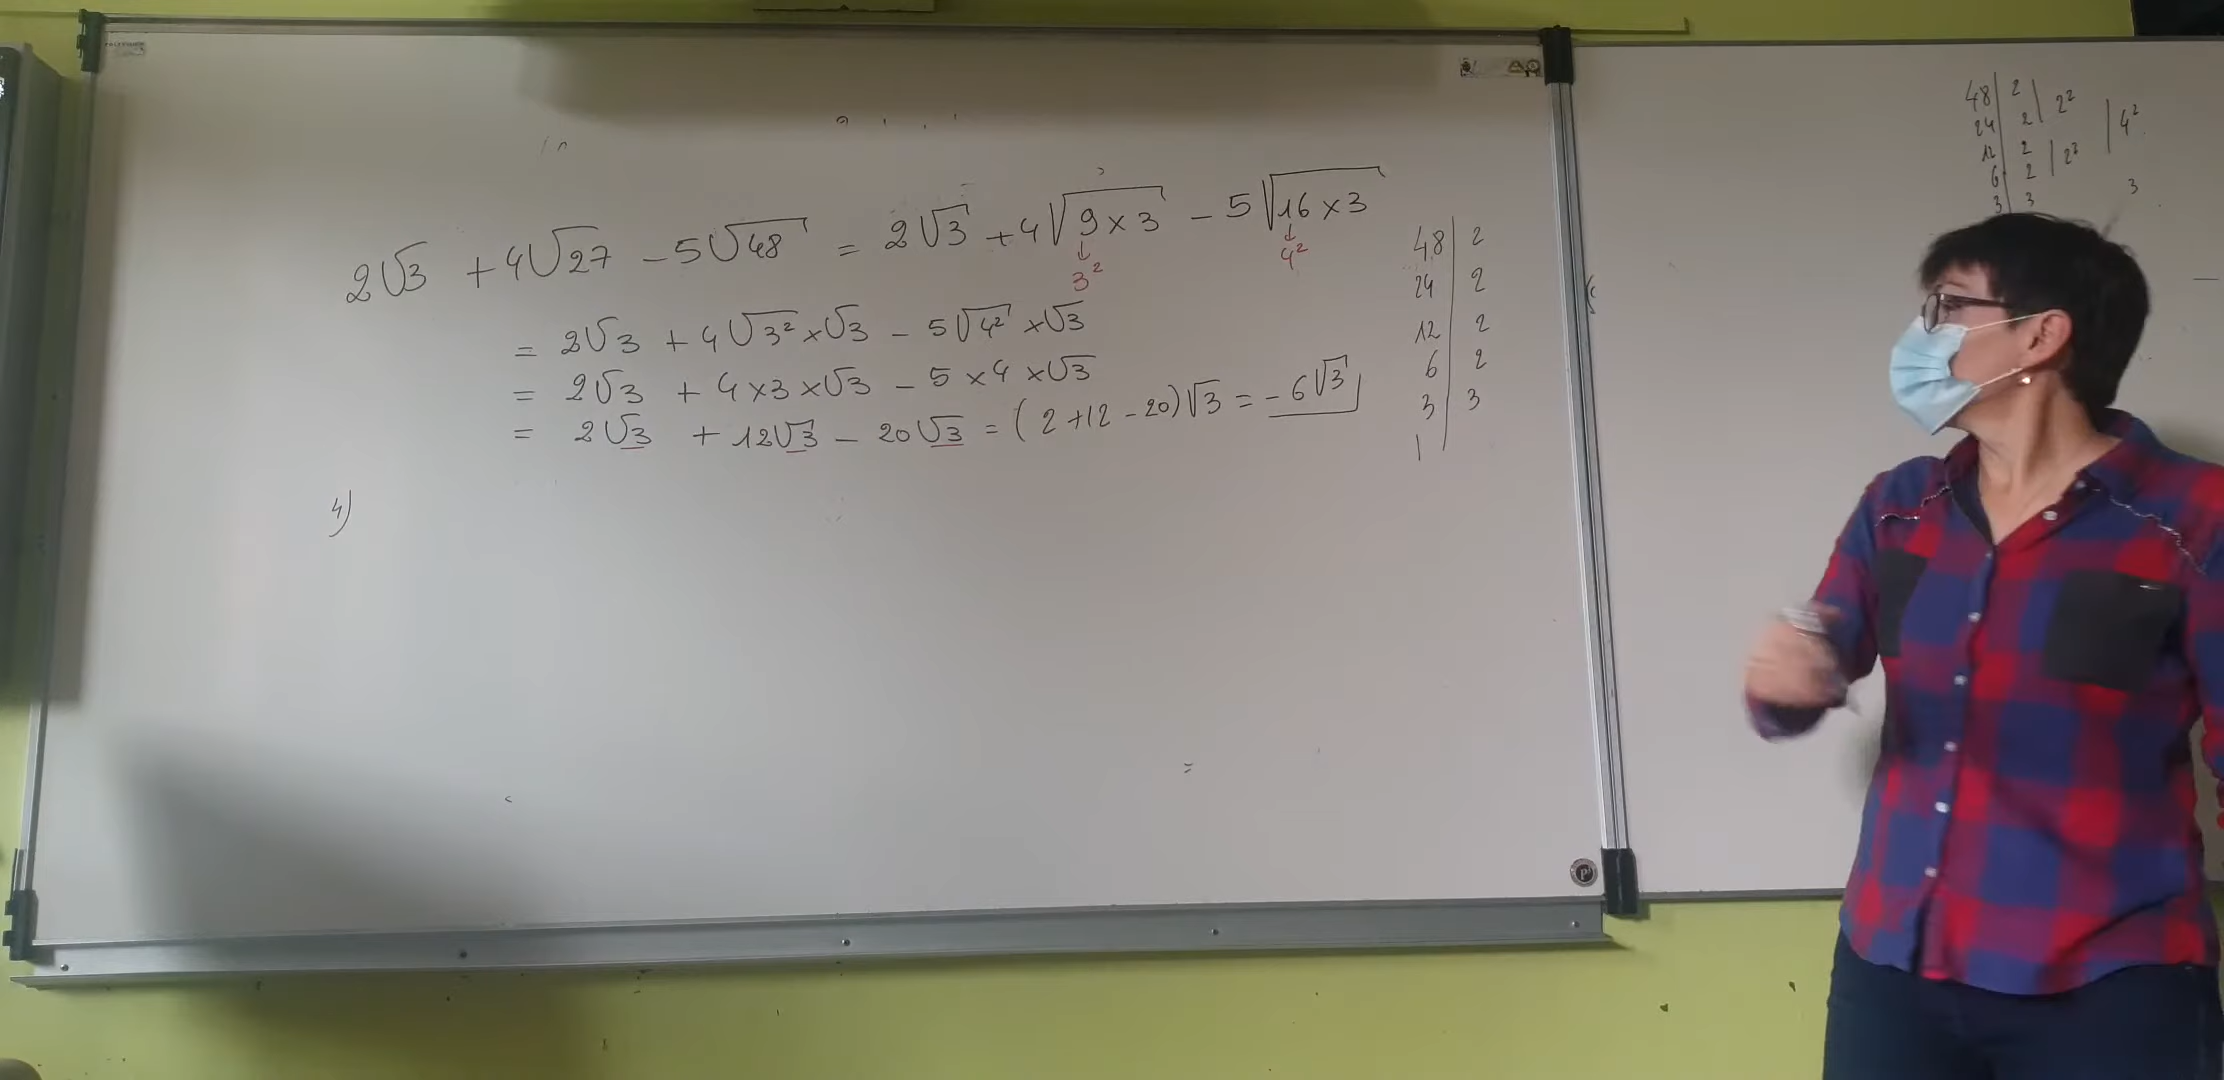 2√3 + 4√27 - 5√48 = 2√3 + 4√9×3 - 5√16×3
↓ ↓
3² 4²
= 2√3 + 4√3² × √3 - 5√4² × √3
= 2√3 + 4×3×√3 - 5×4×√3
= 2√3 + 12√3 - 20√3 = (2+12-20)√3 = -6√3
4)
48 | 2
24 | 2
12 | 2
6 | 2
3 | 3
1 |
48 | 2 | 2²
24 | 2 | 4²
12 | 2 | 2²
6 | 2
3 | 3 3
=